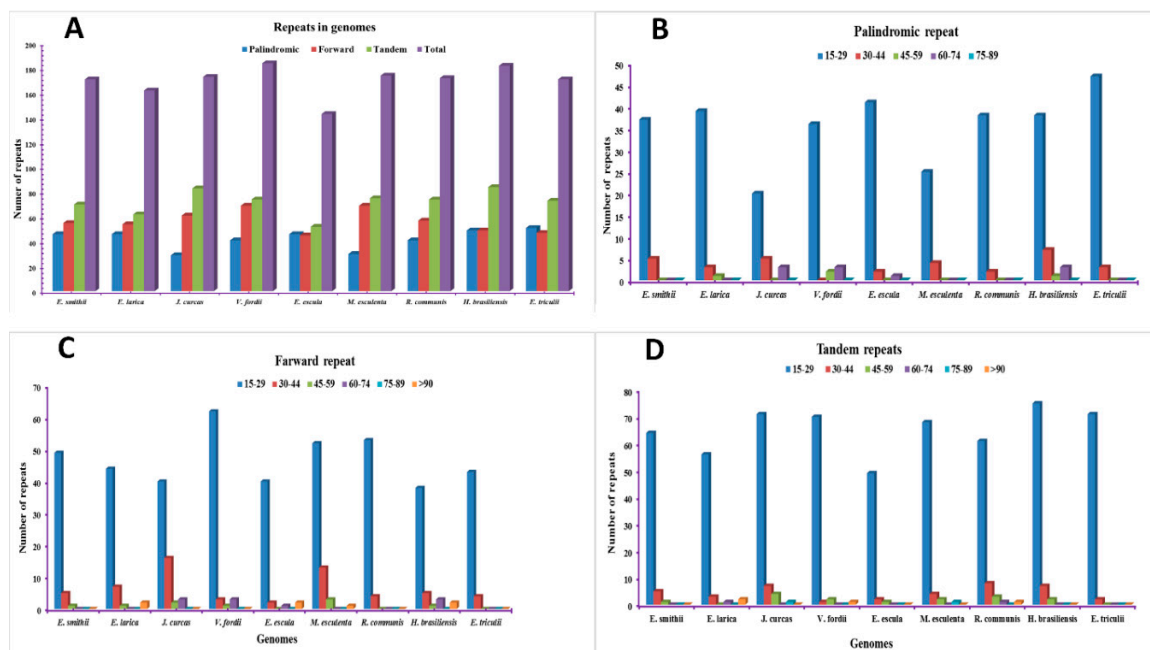 A
Repeats in genomes
Palindromic Forward Tandem Total
Numer of repeats
200
180
160
140
120
100
80
60
40
20
0
E. smithii E. larica J. curcas V. fordii E. escula M. esculenta R. communis H. brasiliensis E. triculii
B
Palindromic repeat
15-29 30-44 45-59 60-74 75-89
Number of repeats
50
45
40
35
30
25
20
15
10
5
0
E. smithii E. larica J. curcas V. fordii E. escula M. esculenta R. communis H. brasiliensis E. triculii
C
Farward repeat
15-29 30-44 45-59 60-74 75-89 >90
Number of repeats
70
60
50
40
30
20
10
0
E. smithii E. larica J. curcas V. fordii E. escula M. esculenta R. communis H. brasiliensis E. triculii
Genomes
D
Tandem repeats
15-29 30-44 45-59 60-74 75-89 >90
Number of repeats
80
70
60
50
40
30
20
10
0
E. smithii E. larica J. curcas V. fordii E. escula M. esculenta R. communis H. brasiliensis E. triculii
Genomes